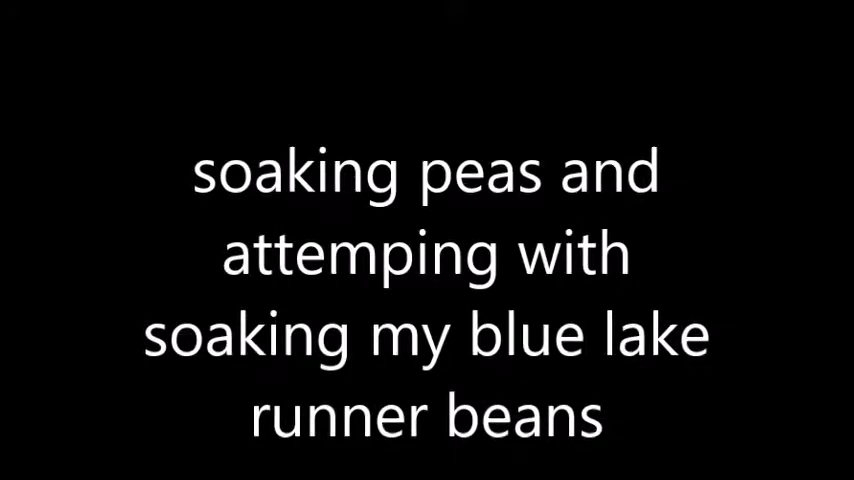 soaking peas and
attemping with
soaking my blue lake
runner beans